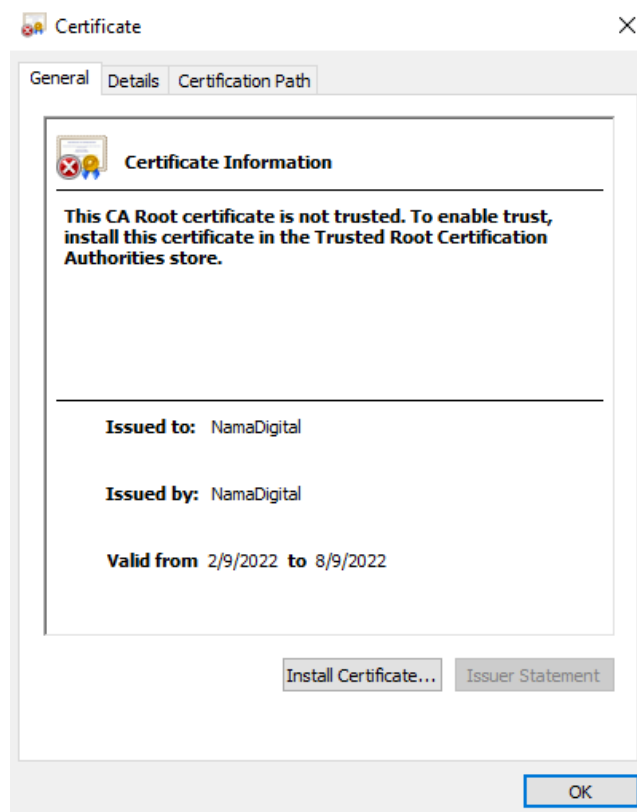 Certificate
General Details Certification Path
Certificate Information
This CA Root certificate is not trusted. To enable trust,
install this certificate in the Trusted Root Certification
Authorities store.
Issued to: NamaDigital
Issued by: NamaDigital
Valid from 2/9/2022 to 8/9/2022
Install Certificate... Issuer Statement
OK